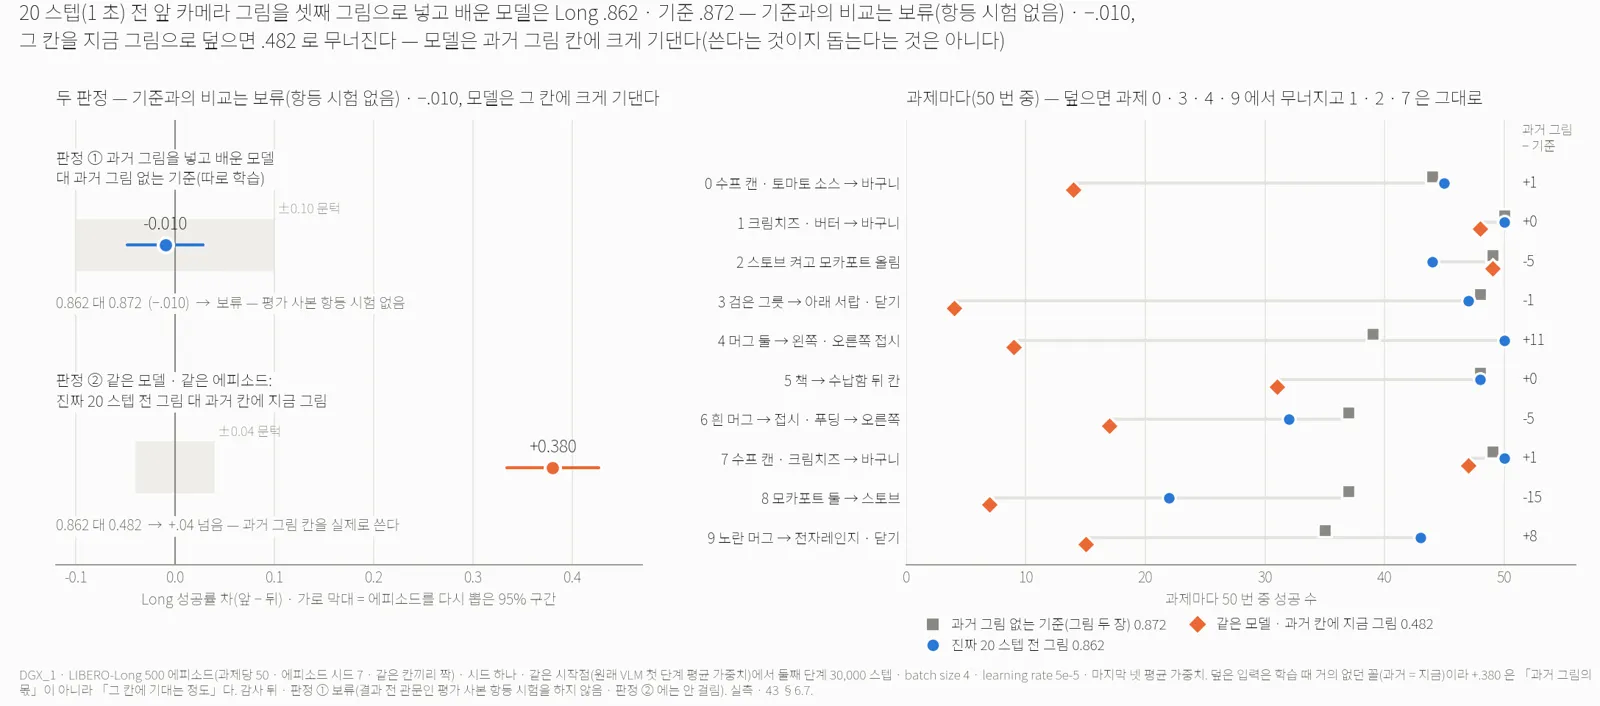 20 스텝(1 초) 전 앞 카메라 그림을 셋째 그림으로 넣고 배운 모델은 Long .862 · 기준 .872 — 기준과의 비교는 보류(항등 시험 없음) · −.010,
그 칸을 지금 그림으로 덮으면 .482 로 무너진다 — 모델은 과거 그림 칸에 크게 기댄다(쓴다는 것이지 돕는다는 것은 아니다)
두 판정 — 기준과의 비교는 보류(항등 시험 없음) · −.010, 모델은 그 칸에 크게 기댄다
판정 ① 과거 그림을 넣고 배운 모델
대 과거 그림 없는 기준(따로 학습)
±0.10 문턱
-0.010
0.862 대 0.872 (−.010) → 보류 — 평가 사본 항등 시험 없음
판정 ② 같은 모델 · 같은 에피소드:
진짜 20 스텝 전 그림 대 과거 칸에 지금 그림
±0.04 문턱
+0.380
0.862 대 0.482 → +.04 넘음 — 과거 그림 칸을 실제로 쓴다
-0.1 0.0 0.1 0.2 0.3 0.4
Long 성공률 차(앞 − 뒤) · 가로 막대 = 에피소드를 다시 뽑은 95% 구간
과제마다(50 번 중) — 덮으면 과제 0 · 3 · 4 · 9 에서 무너지고 1 · 2 · 7 은 그대로
과거 그림
− 기준
0 수프 캔 · 토마토 소스 → 바구니 +1
1 크림치즈 · 버터 → 바구니 +0
2 스토브 켜고 모카포트 올림 -5
3 검은 그릇 → 아래 서랍 · 닫기 -1
4 머그 둘 → 왼쪽 · 오른쪽 접시 +11
5 책 → 수납함 뒤 칸 +0
6 흰 머그 → 접시 · 푸딩 → 오른쪽 -5
7 수프 캔 · 크림치즈 → 바구니 +1
8 모카포트 둘 → 스토브 -15
9 노란 머그 → 전자레인지 · 닫기 +8
0 10 20 30 40 50
과제마다 50 번 중 성공 수
과거 그림 없는 기준(그림 두 장) 0.872 같은 모델 · 과거 칸에 지금 그림 0.482
진짜 20 스텝 전 그림 0.862
DGX_1 · LIBERO-Long 500 에피소드(과제당 50 · 에피소드 시드 7 · 같은 칸끼리 짝) · 시드 하나 · 같은 시작점(원래 VLM 첫 단계 평균 가중치)에서 둘째 단계 30,000 스텝 · batch size 4 · learning rate 5e-5 · 마지막 넷 평균 가중치. 덮은 입력은 학습 때 거의 없던 꼴(과거 = 지금)이라 +.380 은 「과거 그림의
몫」이 아니라 「그 칸에 기대는 정도」다. 감사 뒤 · 판정 ① 보류(결과 전 관문인 평가 사본 항등 시험을 하지 않음 · 판정 ② 에는 안 걸림). 실측 · 43 §6.7.